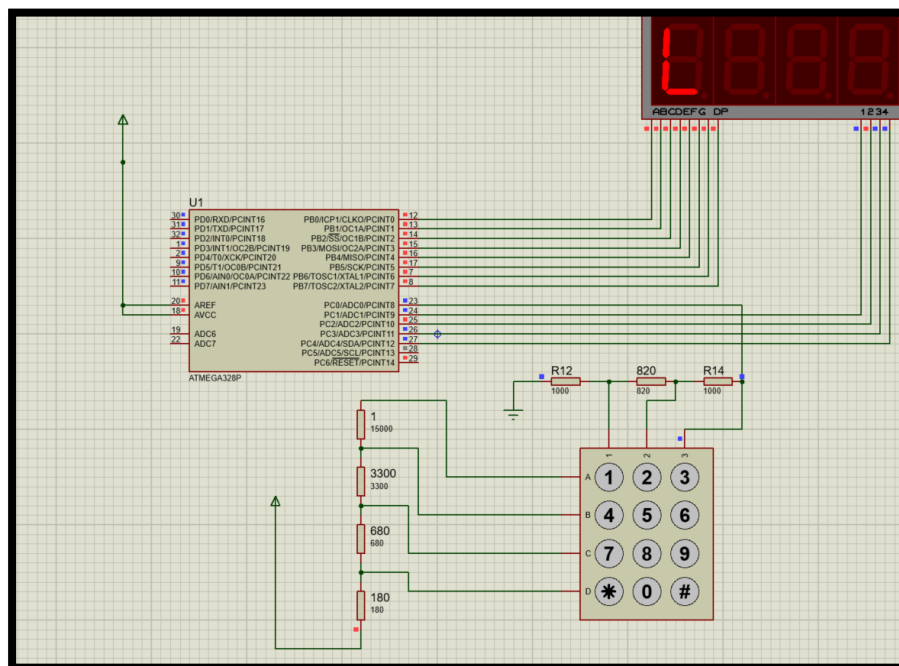 L
ABCDEFG DP 1234
U1
30 PD0/RXD/PCINT16 PB0/ICP1/CLKO/PCINT0 12
31 PD1/TXD/PCINT17 PB1/OC1A/PCINT1 13
32 PD2/INT0/PCINT18 PB2/SS/OC1B/PCINT2 14
1 PD3/INT1/OC2B/PCINT19 PB3/MOSI/OC2A/PCINT3 15
2 PD4/T0/XCK/PCINT20 PB4/MISO/PCINT4 16
9 PD5/T1/OC0B/PCINT21 PB5/SCK/PCINT5 17
10 PD6/AIN0/OC0A/PCINT22 PB6/TOSC1/XTAL1/PCINT6 7
11 PD7/AIN1/PCINT23 PB7/TOSC2/XTAL2/PCINT7 8
20 AREF PC0/ADC0/PCINT8 23
18 AVCC PC1/ADC1/PCINT9 24
PC2/ADC2/PCINT10 25
19 ADC6 PC3/ADC3/PCINT11 26
22 ADC7 PC4/ADC4/SDA/PCINT12 27
PC5/ADC5/SCL/PCINT13 28
PC6/RESET/PCINT14 29
ATMEGA328P
R12 820 R14
1000 820 1000
1
15000
3300
3300
680
680
180
180
1 2 3
A 1 2 3
B 4 5 6
C 7 8 9
D * 0 #